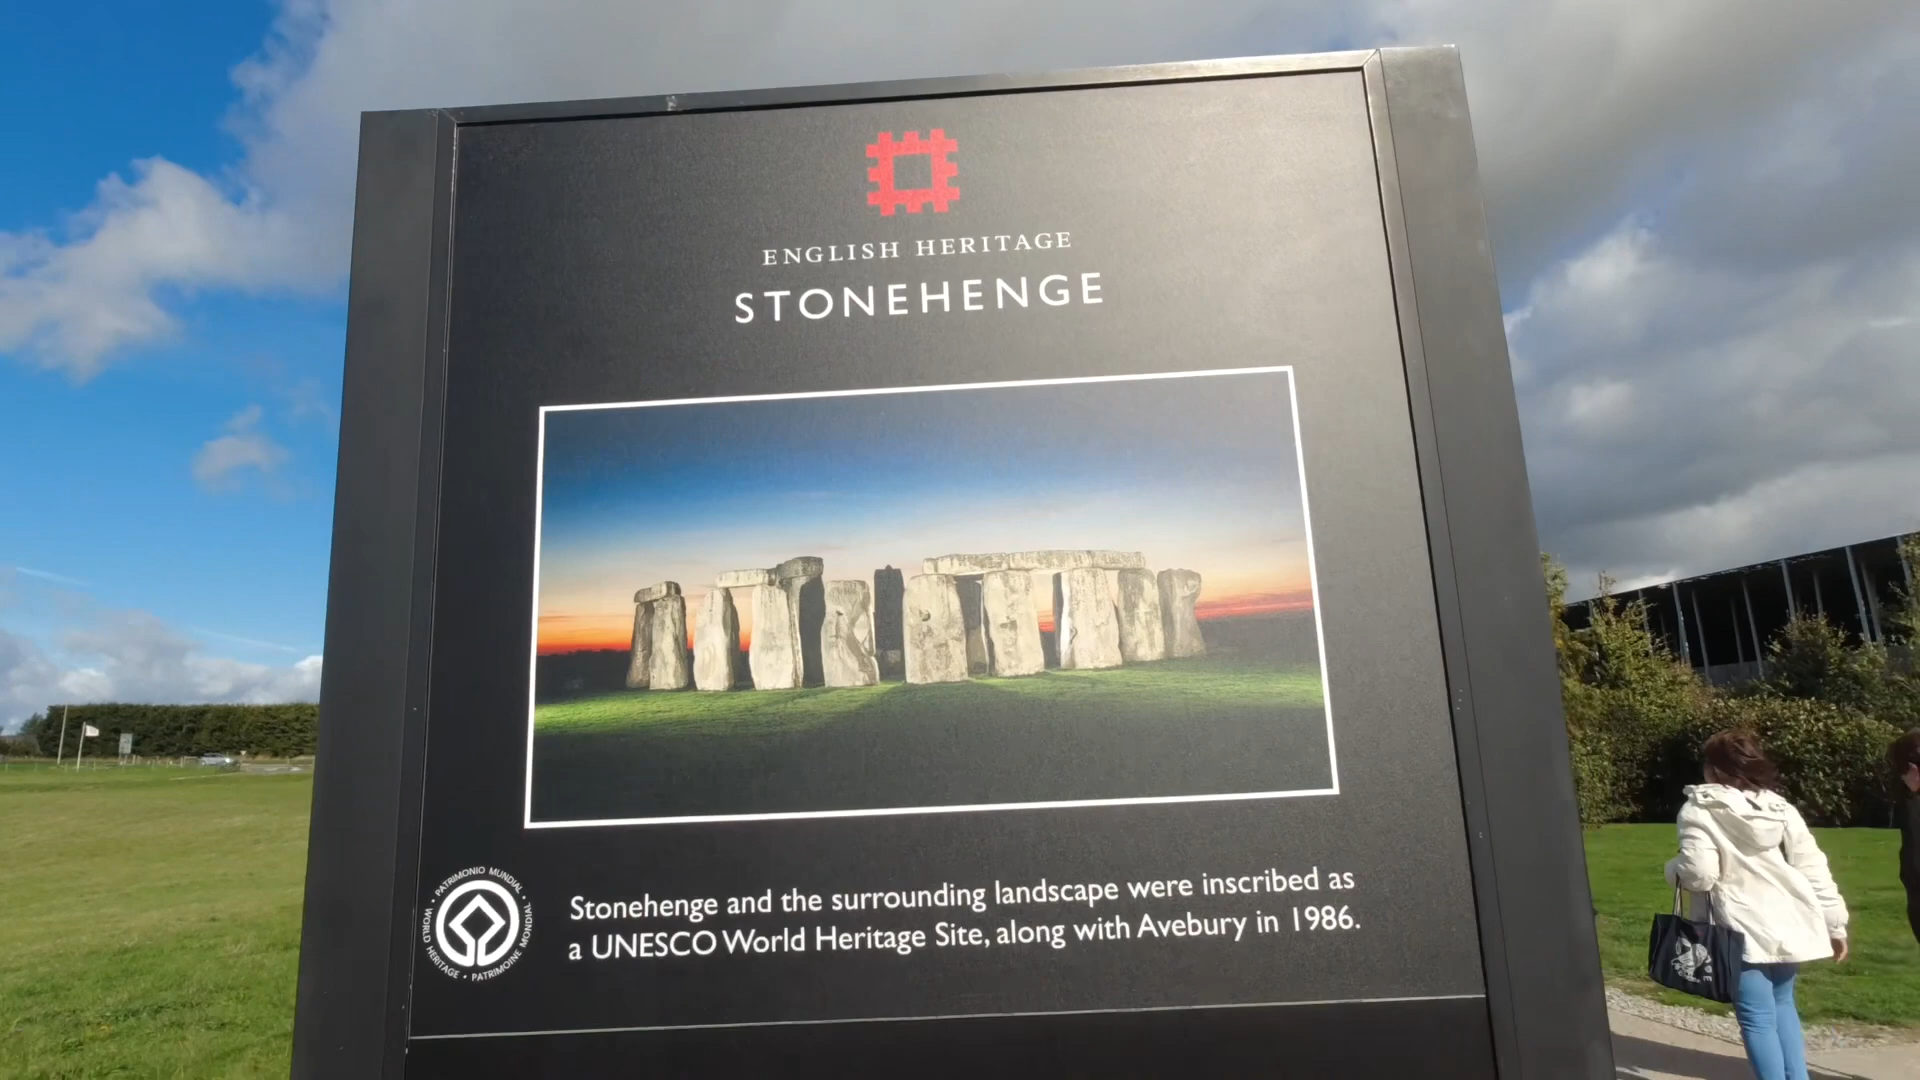 ENGLISH HERITAGE
STONEHENGE
PATRIMONIO MUNDIAL • WORLD HERITAGE • PATRIMOINE MONDIAL •
Stonehenge and the surrounding landscape were inscribed as
a UNESCO World Heritage Site, along with Avebury in 1986.